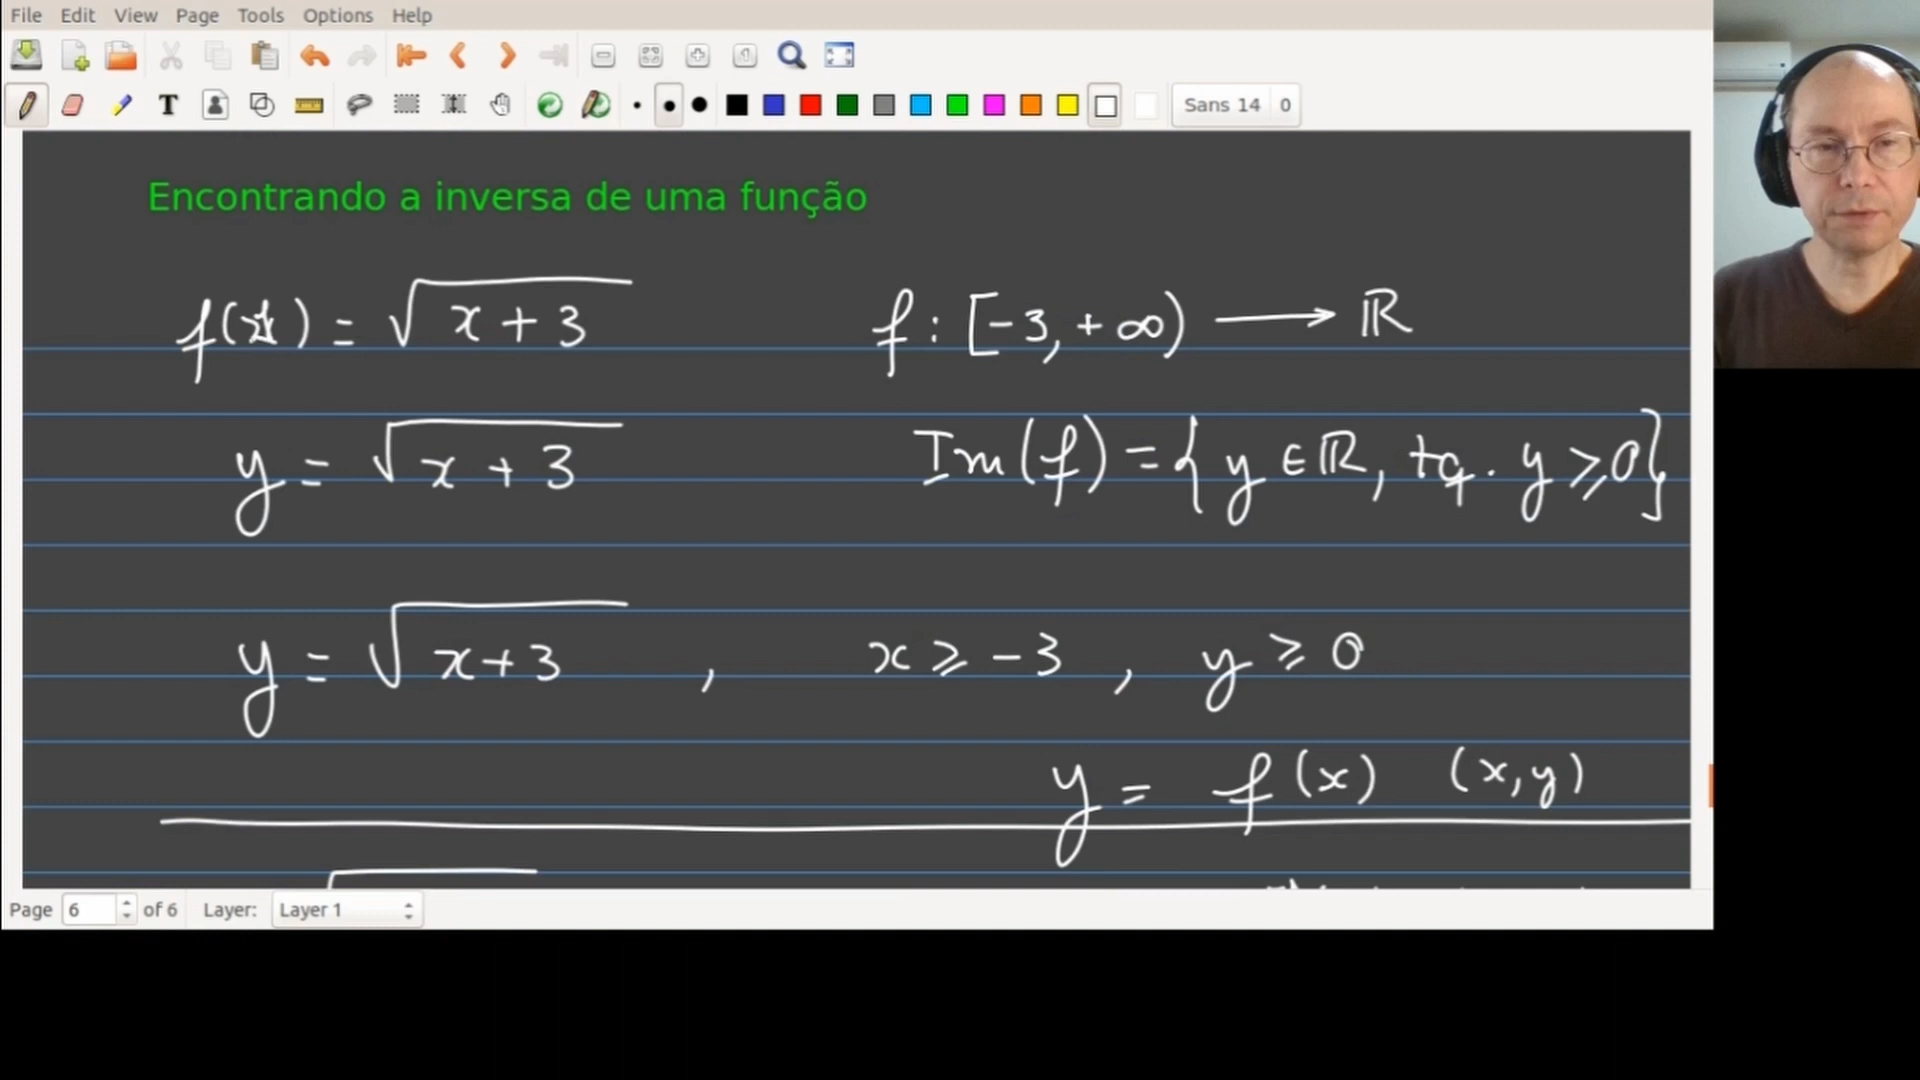 File Edit View Page Tools Options Help
T Sans 14 0
Encontrando a inversa de uma função
f(x) = √(x+3) f: [-3, +∞) → ℝ
y = √(x+3) Im(f) = { y ∈ ℝ, tq. y ⩾ 0}
y = √(x+3) , x ⩾ -3 , y ⩾ 0
y = f(x) (x,y)
Page 6 of 6 Layer: Layer 1